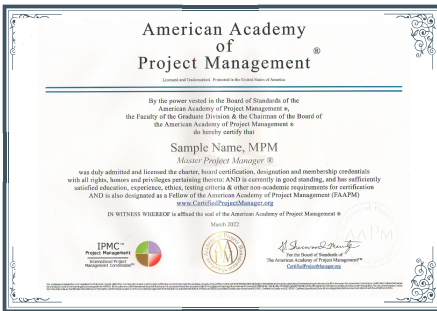 American Academy
of
Project Management ®
Licensed and Trademarked. Protected in the United States of America
By the power vested in the Board of Standards of the
American Academy of Project Management ®,
the Faculty of the Graduate Division & the Chairman of the Board of
the American Academy of Project Management ®
do hereby certify that
Sample Name, MPM
Master Project Manager ®
was duly admitted and licensed the charter, board certification, designation and membership credentials
with all rights, honors and privileges pertaining thereto: AND is currently in good standing, and has sufficiently
satisfied education, experience, ethics, testing criteria & other non-academic requirements for certification
AND is also designated as a Fellow of the American Academy of Project Management (FAAPM)
www.CertifiedProjectManager.org
IN WITNESS WHEREOF is affixed the seal of the American Academy of Project Management ®
March 2022
IPMC™
Project Management
International Project
Management Commission™
PM
AAPM
For the Board of Standards of
The American Academy of Project Management™
CertifiedProjectManager.org